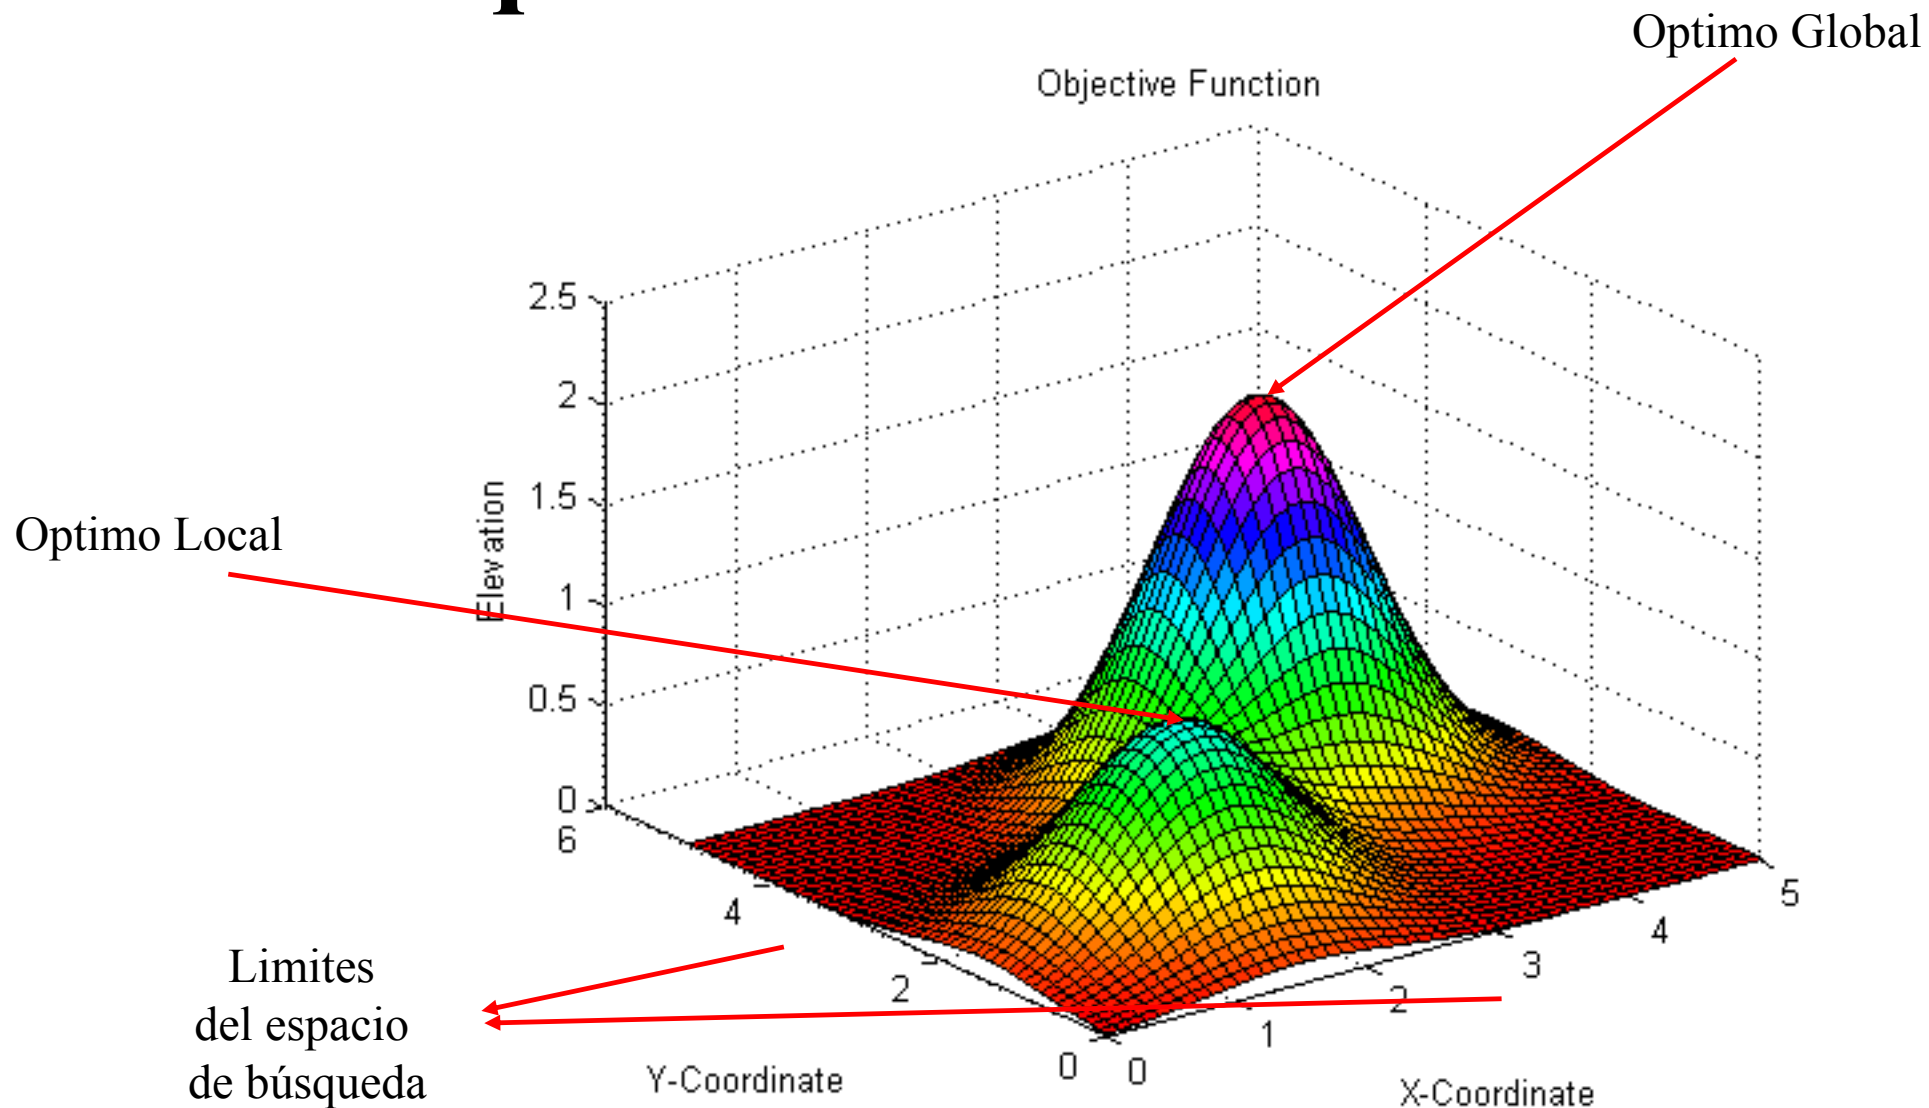 Optimo Global
Objective Function
2.5
2
1.5
1
0.5
0
Elevation
Optimo Local
6
4
2
0
Y-Coordinate
0
1
2
3
4
5
X-Coordinate
Limites
del espacio
de búsqueda